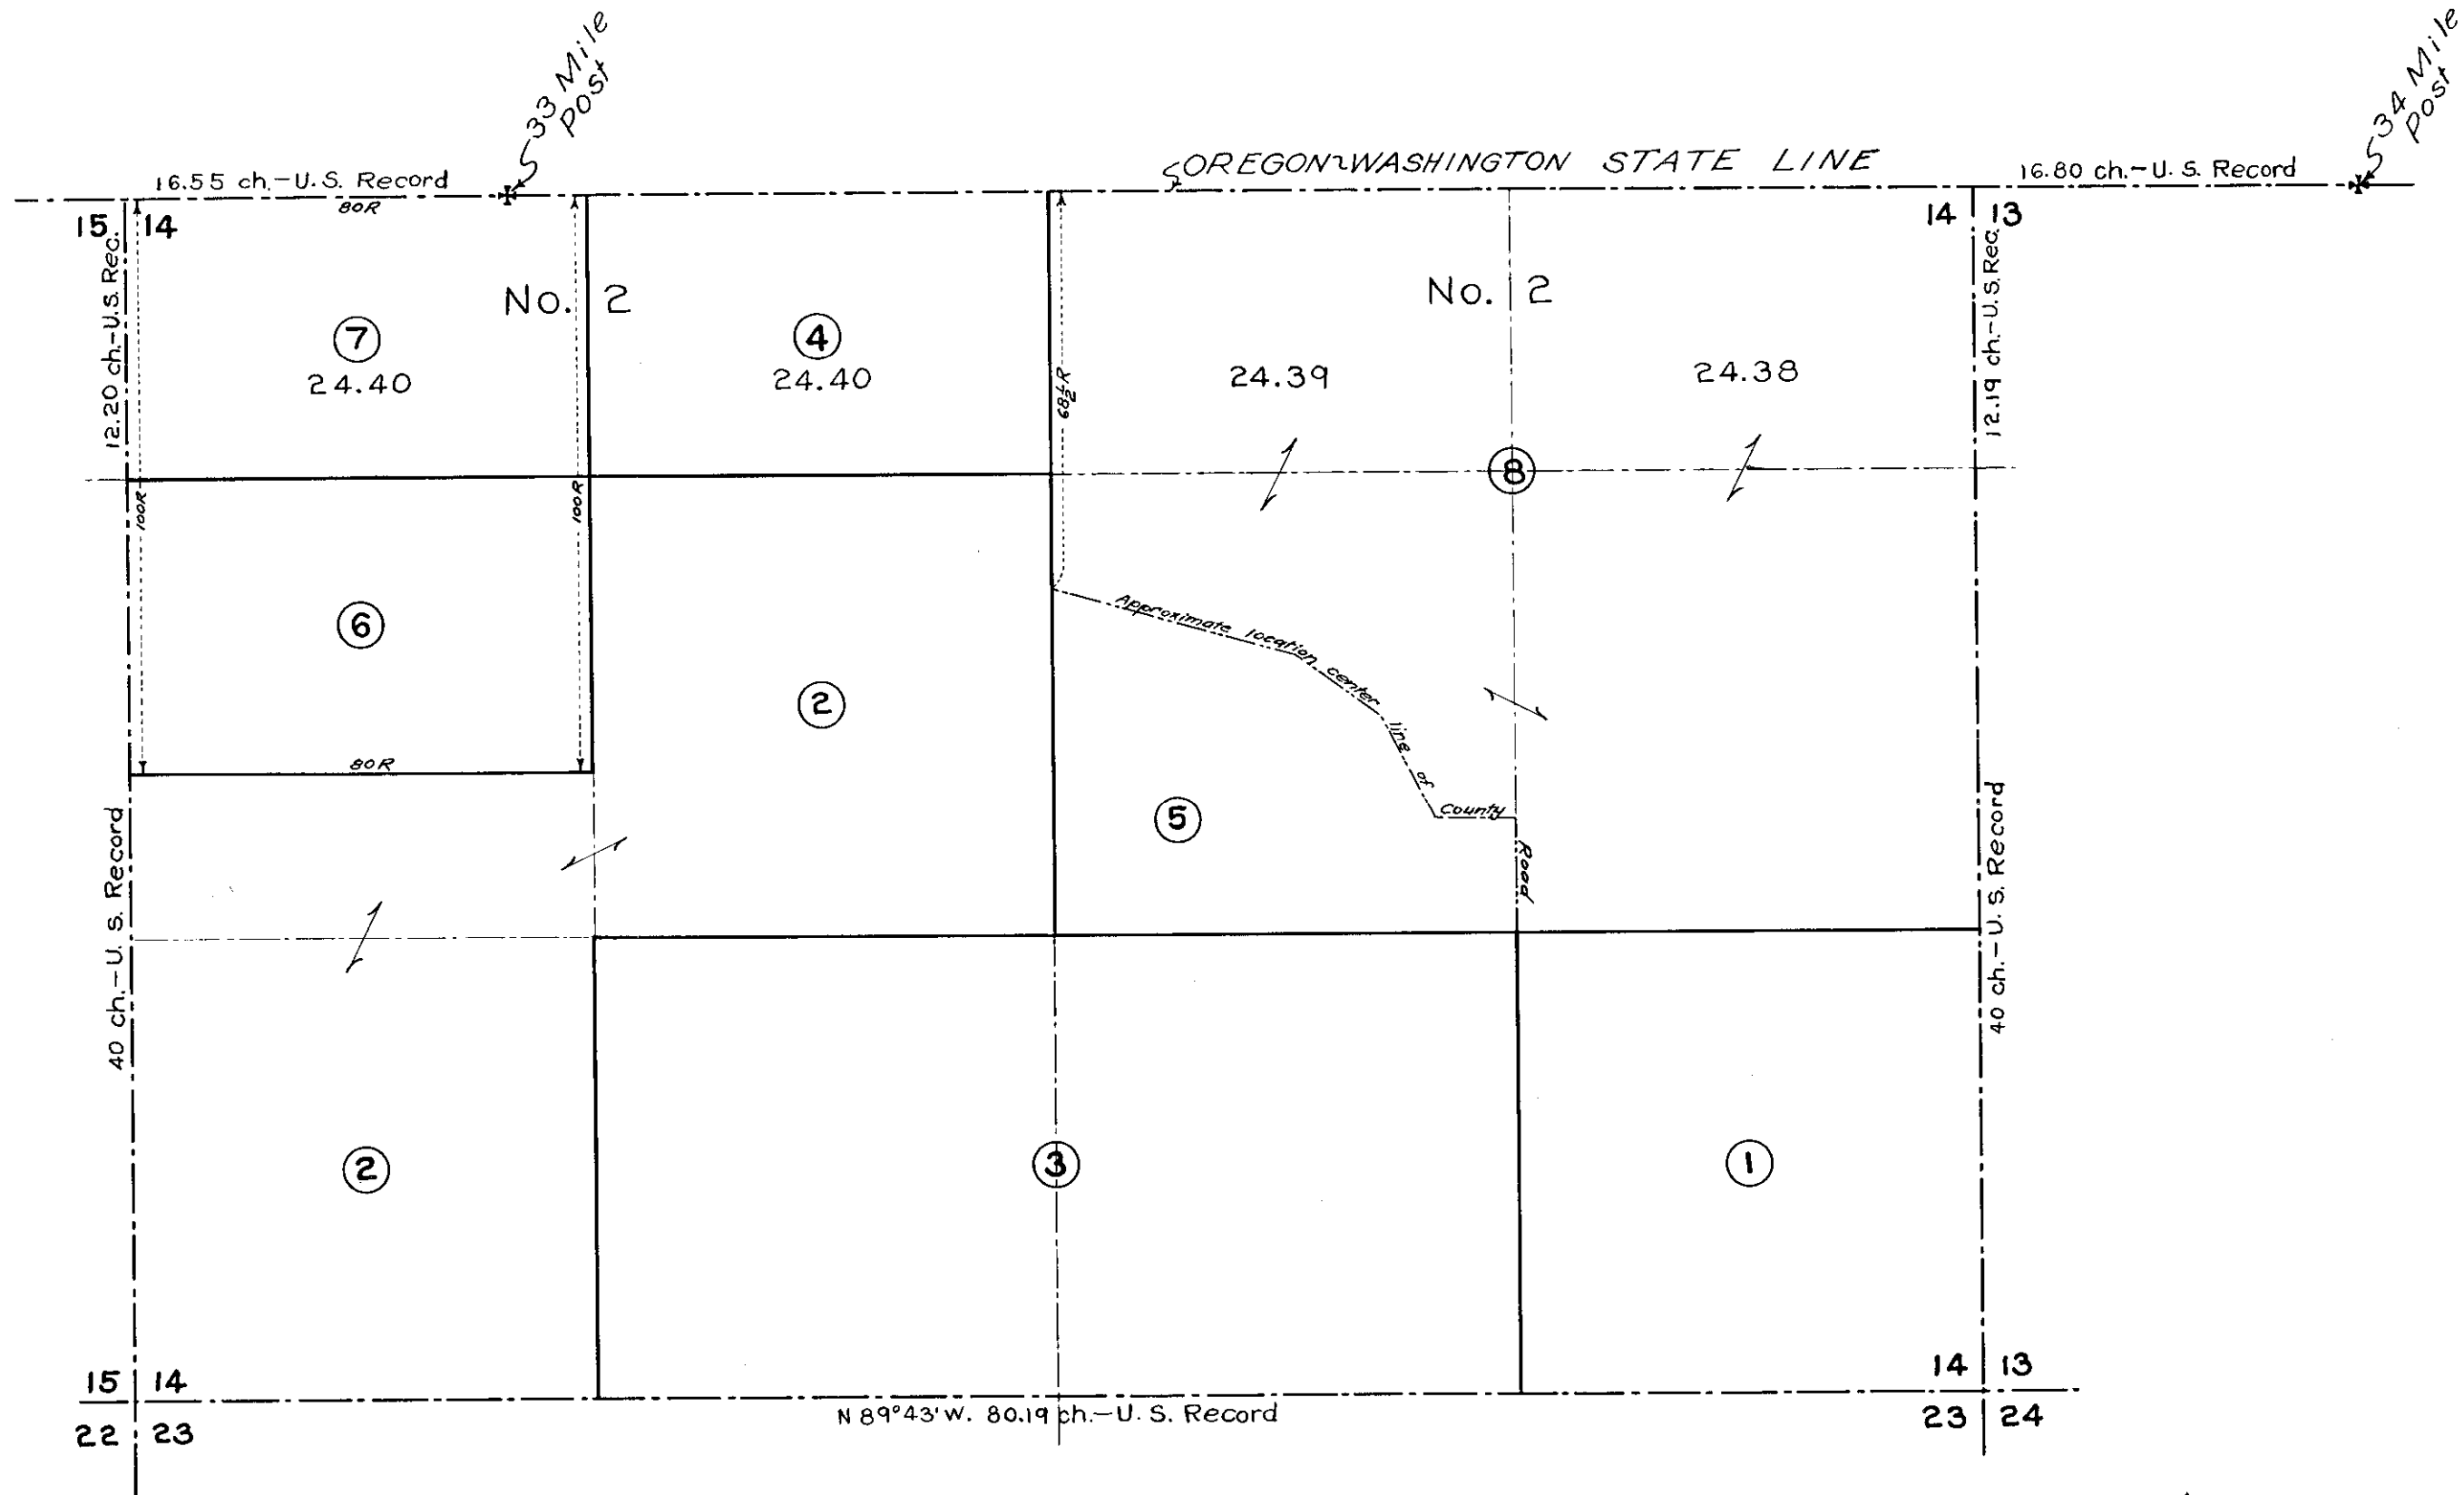 33 Mile
post
34 Mile
post
OREGON~WASHINGTON STATE LINE
16.55 ch.-U.S. Record
16.80 ch.-U. S. Record
80R
15
14
14
13
12.20 ch.-U.S. Rec.
12.19 ch.-U.S. Rec.
No. 2
No. 2
7
24.40
4
24.40
24.39
24.38
68½R
8
100R
100R
6
2
Approximate location center line of County Road
5
80R
40 ch.-U. S. Record
40 ch.-U. S. Record
2
3
1
15
14
14
13
N 89°43'W. 80.19 ch.-U. S. Record
22
23
23
24